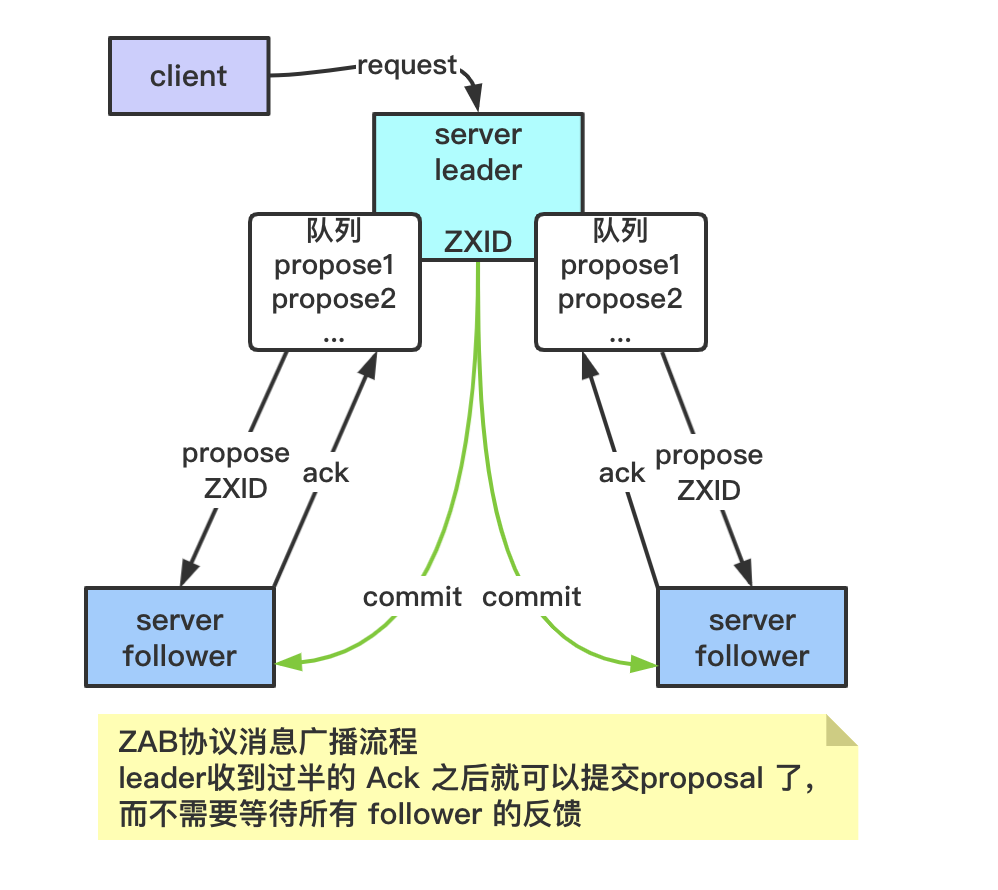 client
request
server
leader
ZXID
队列
propose1
propose2
...
队列
propose1
propose2
...
propose
ZXID
ack
ack
propose
ZXID
commit
commit
server
follower
server
follower
ZAB协议消息广播流程
leader收到过半的 Ack 之后就可以提交proposal 了，
而不需要等待所有 follower 的反馈